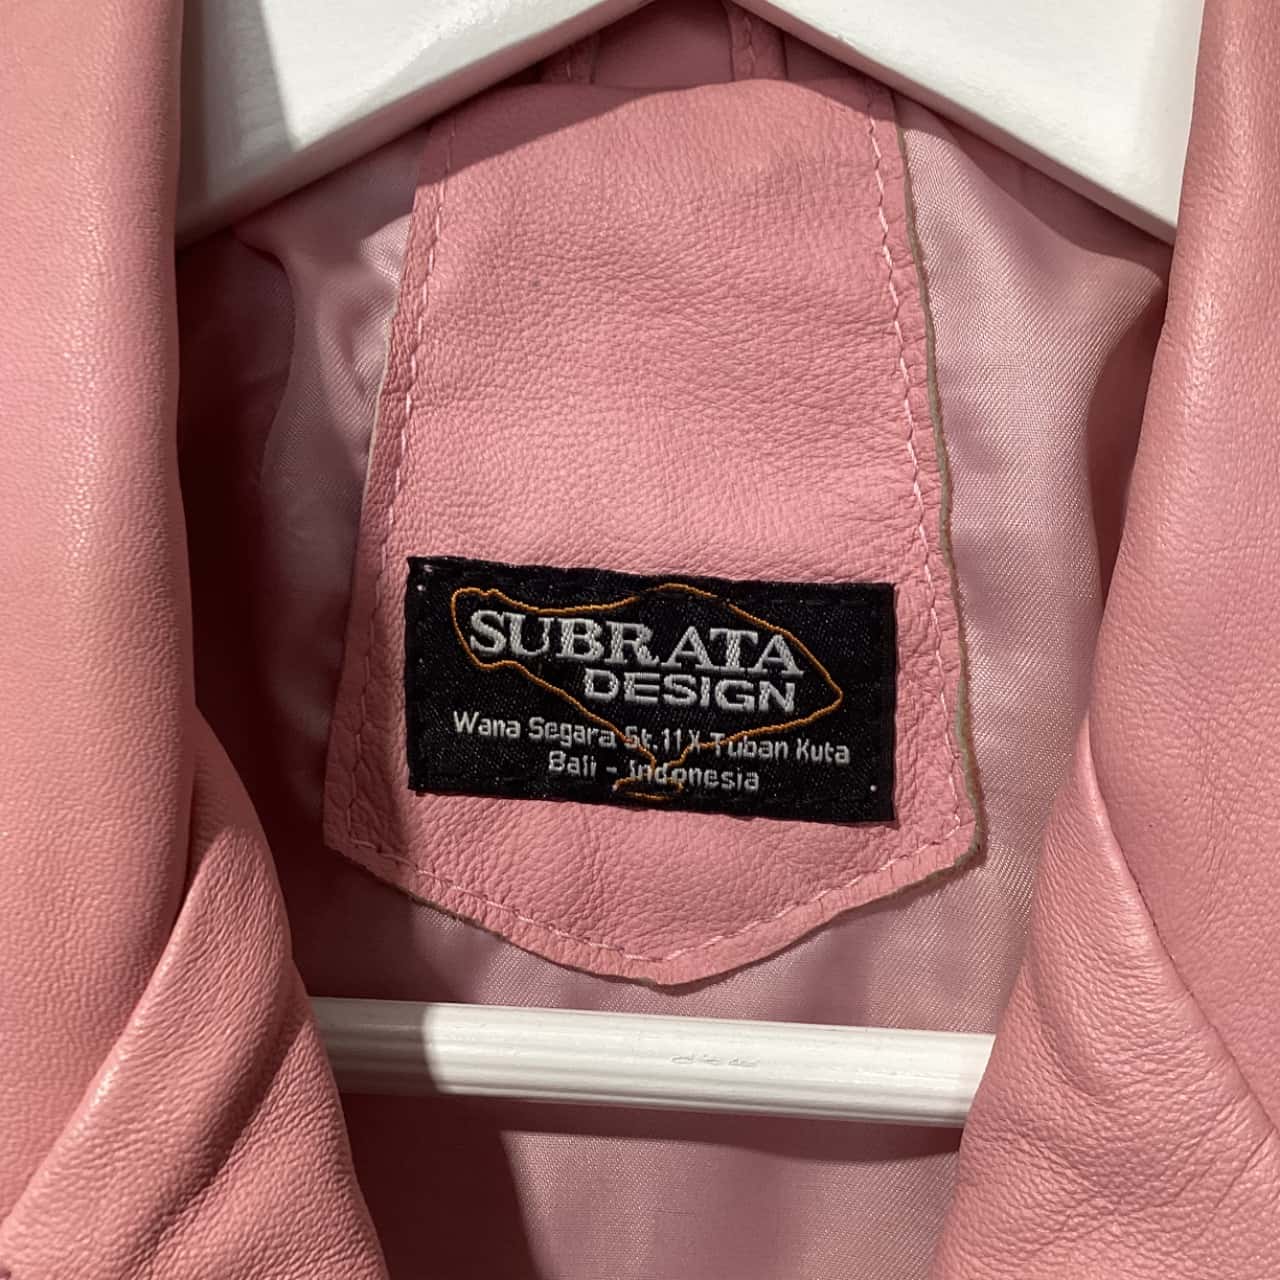 SUBRATA
DESIGN
Wana Segara St. 11 X Tuban Kuta
Bali - Indonesia